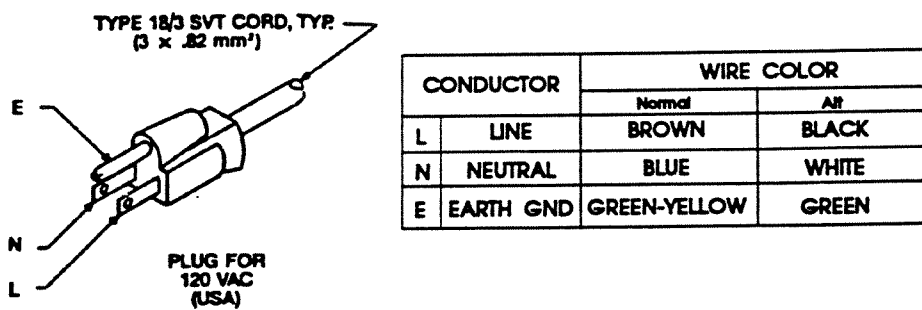 TYPE 18/3 SVT CORD, TYP.
(3 x .82 mm²)
E
N
L
PLUG FOR
120 VAC
(USA)
CONDUCTOR WIRE COLOR
Normal Alt
L LINE BROWN BLACK
N NEUTRAL BLUE WHITE
E EARTH GND GREEN-YELLOW GREEN